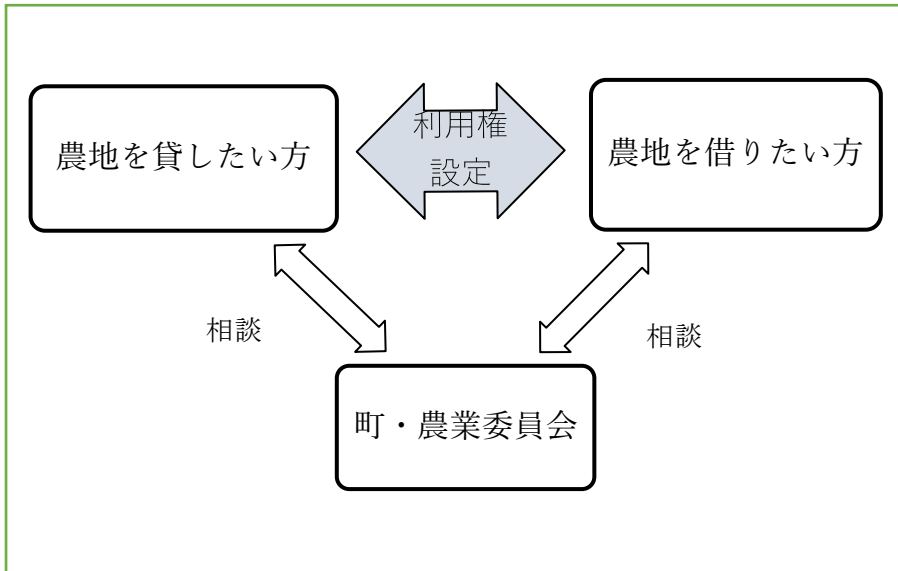 農地を貸したい方
利用権
設定
農地を借りたい方
相談
相談
町・農業委員会